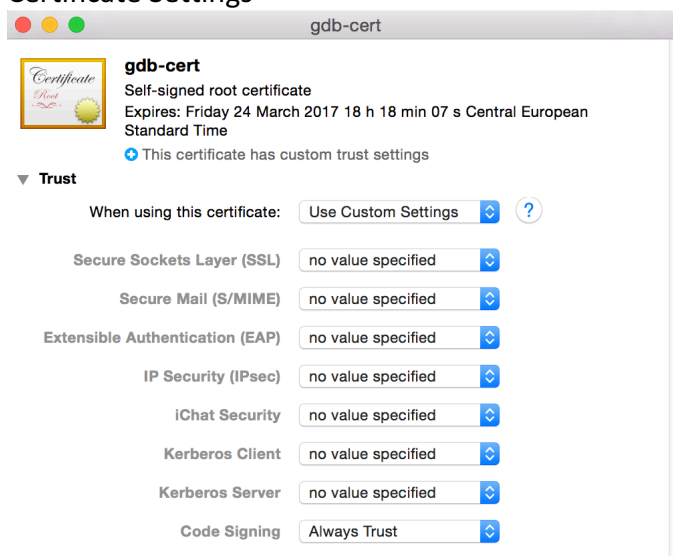 Certificate Settings
gdb-cert
Certificate
Root
gdb-cert
Self-signed root certificate
Expires: Friday 24 March 2017 18 h 18 min 07 s Central European
Standard Time
This certificate has custom trust settings
Trust
When using this certificate: Use Custom Settings ?
Secure Sockets Layer (SSL) no value specified
Secure Mail (S/MIME) no value specified
Extensible Authentication (EAP) no value specified
IP Security (IPsec) no value specified
iChat Security no value specified
Kerberos Client no value specified
Kerberos Server no value specified
Code Signing Always Trust